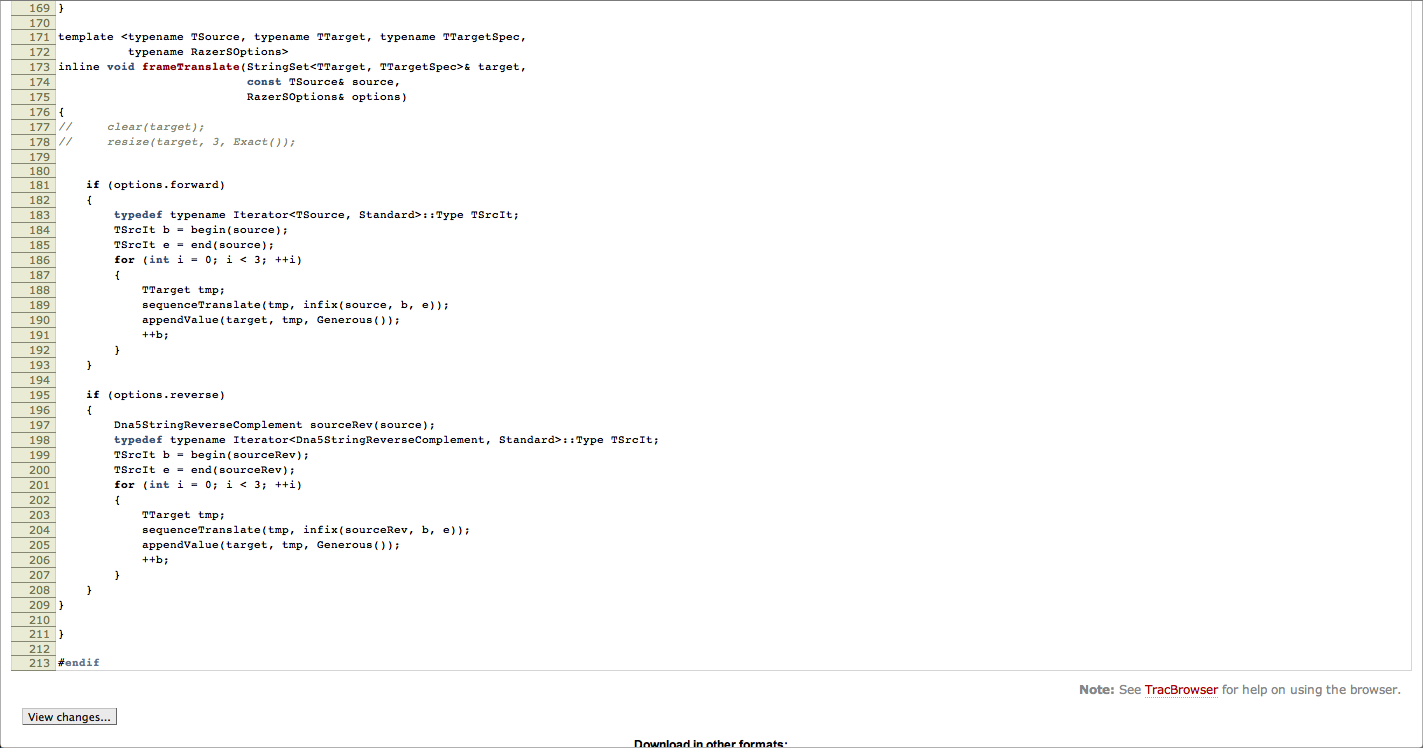 169 }
170
171 template <typename TSource, typename TTarget, typename TTargetSpec,
172           typename RazerSOptions>
173 inline void frameTranslate(StringSet<TTarget, TTargetSpec>& target,
174                            const TSource& source,
175                            RazerSOptions& options)
176 {
177 //     clear(target);
178 //     resize(target, 3, Exact());
179
180
181     if (options.forward)
182     {
183         typedef typename Iterator<TSource, Standard>::Type TSrcIt;
184         TSrcIt b = begin(source);
185         TSrcIt e = end(source);
186         for (int i = 0; i < 3; ++i)
187         {
188             TTarget tmp;
189             sequenceTranslate(tmp, infix(source, b, e));
190             appendValue(target, tmp, Generous());
191             ++b;
192         }
193     }
194
195     if (options.reverse)
196     {
197         Dna5StringReverseComplement sourceRev(source);
198         typedef typename Iterator<Dna5StringReverseComplement, Standard>::Type TSrcIt;
199         TSrcIt b = begin(sourceRev);
200         TSrcIt e = end(sourceRev);
201         for (int i = 0; i < 3; ++i)
202         {
203             TTarget tmp;
204             sequenceTranslate(tmp, infix(sourceRev, b, e));
205             appendValue(target, tmp, Generous());
206             ++b;
207         }
208     }
209 }
210
211 }
212
213 #endif
Note: See TracBrowser for help on using the browser.
View changes...
Download in other formats: